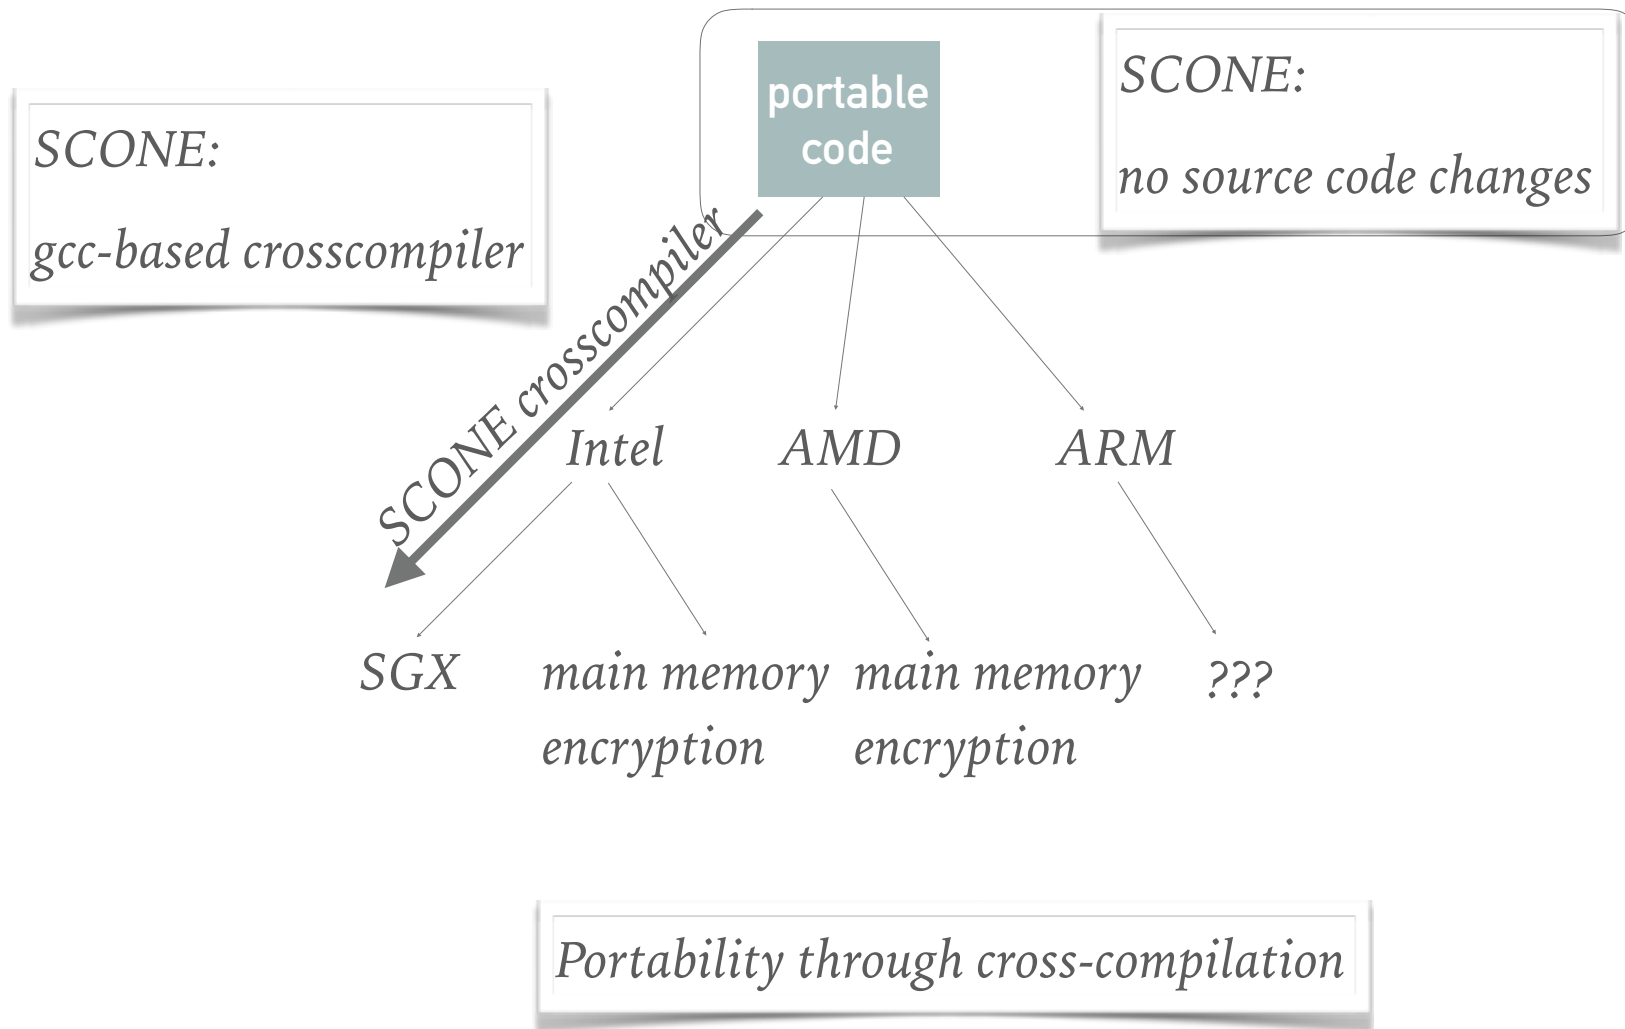 portable
code
SCONE:
no source code changes
SCONE:
gcc-based crosscompiler
SCONE crosscompiler
Intel
AMD
ARM
SGX
main memory
encryption
main memory
encryption
???
Portability through cross-compilation